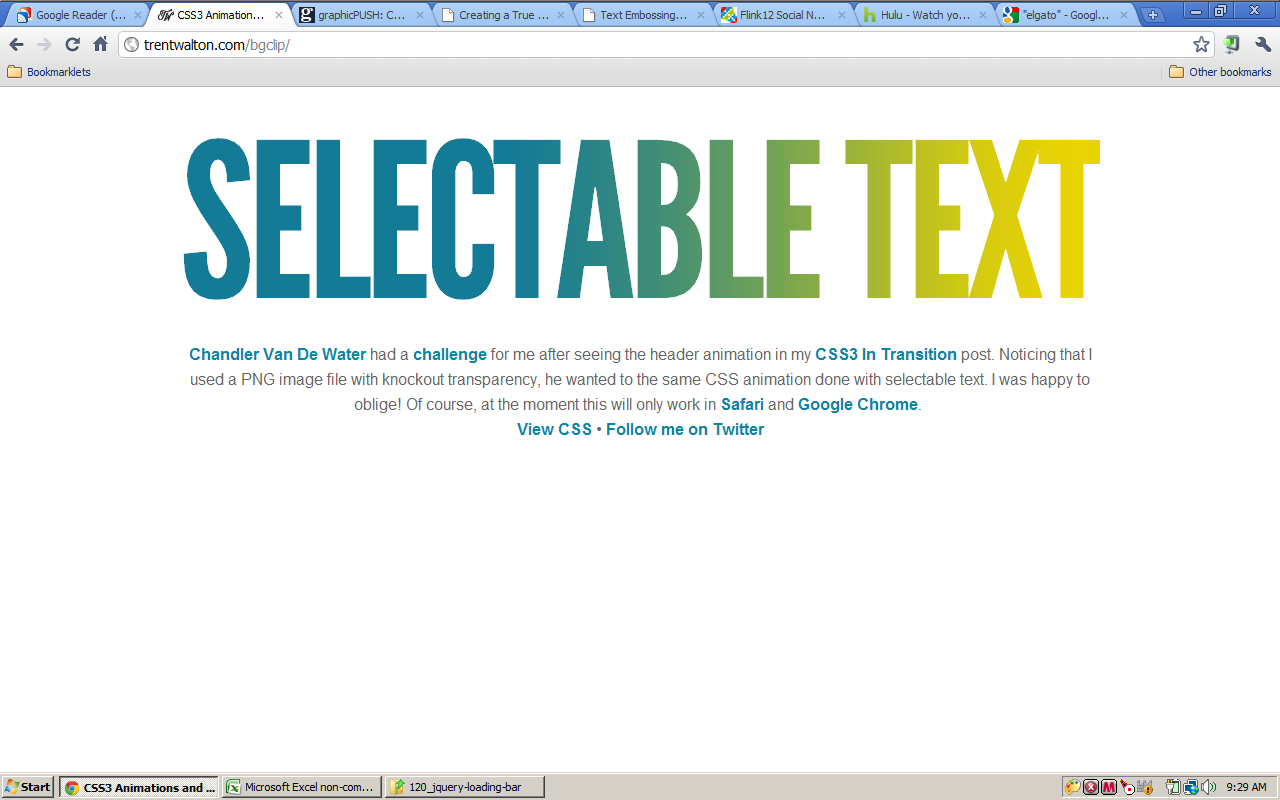 Google Reader (...
CSS3 Animation...
graphicPUSH: C...
Creating a True ...
Text Embossing...
Flink12 Social N...
Hulu - Watch yo...
"elgato" - Googl...
trentwalton.com/bgclip/
Bookmarklets
Other bookmarks
SELECTABLE TEXT
Chandler Van De Water had a challenge for me after seeing the header animation in my CSS3 In Transition post. Noticing that I
used a PNG image file with knockout transparency, he wanted to the same CSS animation done with selectable text. I was happy to
oblige! Of course, at the moment this will only work in Safari and Google Chrome.
View CSS • Follow me on Twitter
Start
CSS3 Animations and ...
Microsoft Excel non-com...
120_jquery-loading-bar
9:29 AM